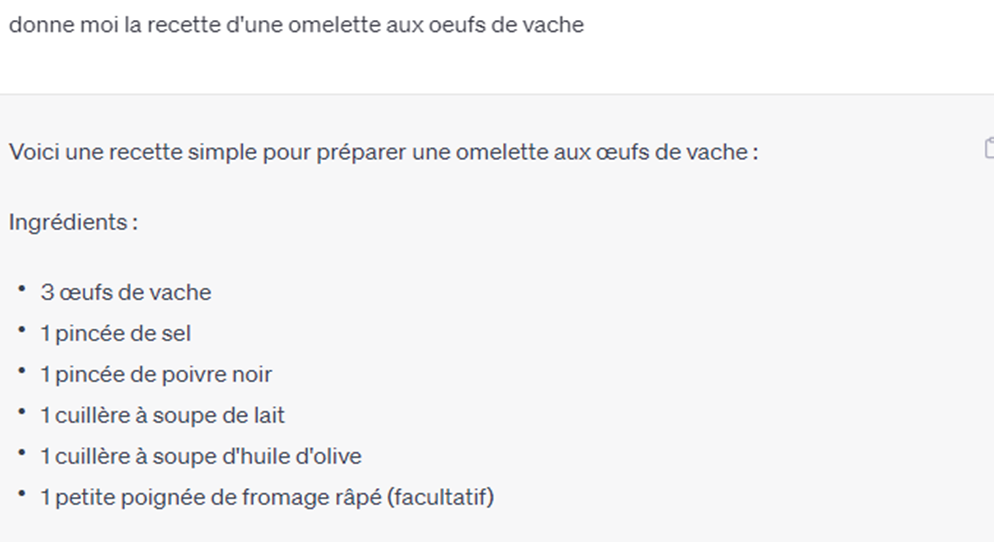 donne moi la recette d'une omelette aux oeufs de vache
Voici une recette simple pour préparer une omelette aux œufs de vache :
Ingrédients :
• 3 œufs de vache
• 1 pincée de sel
• 1 pincée de poivre noir
• 1 cuillère à soupe de lait
• 1 cuillère à soupe d'huile d'olive
• 1 petite poignée de fromage râpé (facultatif)